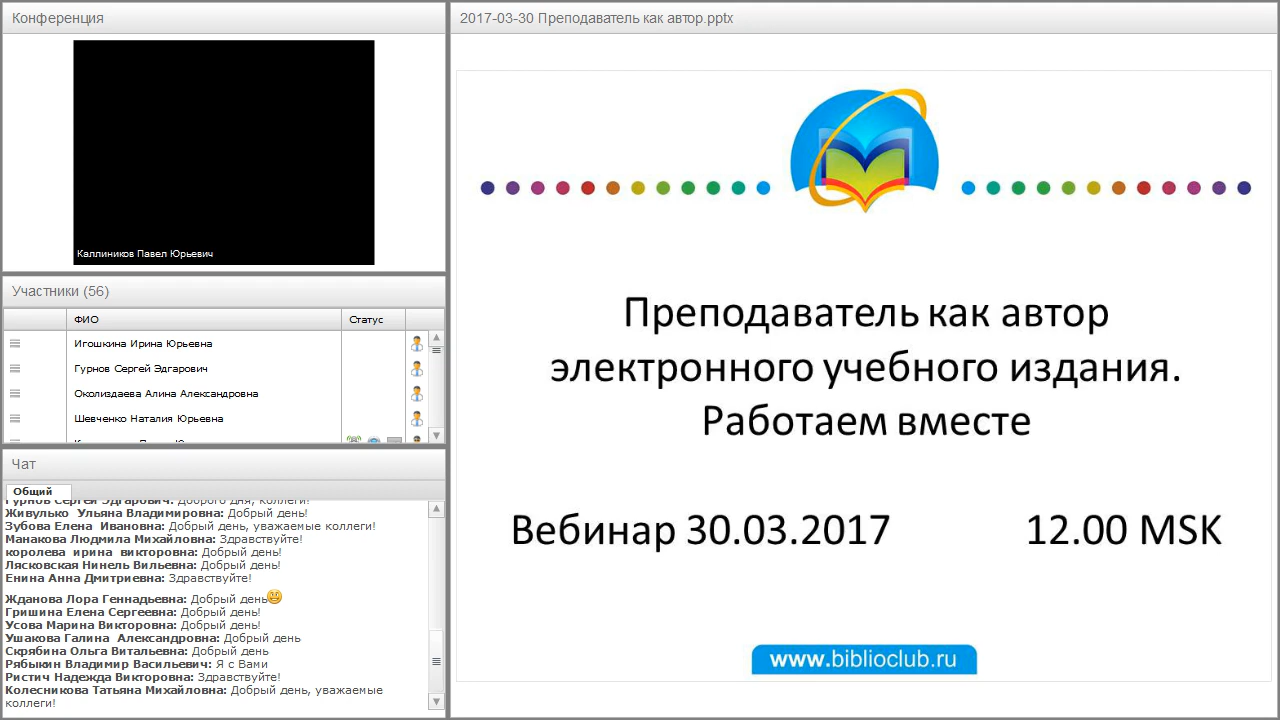 Конференция
Каллиников Павел Юрьевич
Участники (56)
ФИО Статус
Игошкина Ирина Юрьевна
Гурнов Сергей Эдгарович
Околиздаева Алина Александровна
Шевченко Наталия Юрьевна
Чат
Общий
Гурнов Сергей Эдгарович: Доброго дня, коллеги!
Живулько Ульяна Владимировна: Добрый день!
Зубова Елена Ивановна: Добрый день, уважаемые коллеги!
Манакова Людмила Михайловна: Здравствуйте!
королева ирина викторовна: Добрый день!
Лясковская Нинель Вильевна: Добрый день!
Енина Анна Дмитриевна: Здравствуйте!
Жданова Лора Геннадьевна: Добрый день
Гришина Елена Сергеевна: Добрый день!
Усова Марина Викторовна: Добрый день!
Ушакова Галина Александровна: Добрый день
Скрябина Ольга Витальевна: Добрый день
Рябыкин Владимир Васильевич: Я с Вами
Ристич Надежда Викторовна: Здравствуйте!
Колесникова Татьяна Михайловна: Добрый день, уважаемые
коллеги!
2017-03-30 Преподаватель как автор.pptx
Преподаватель как автор
электронного учебного издания.
Работаем вместе
Вебинар 30.03.2017 12.00 MSK
www.biblioclub.ru